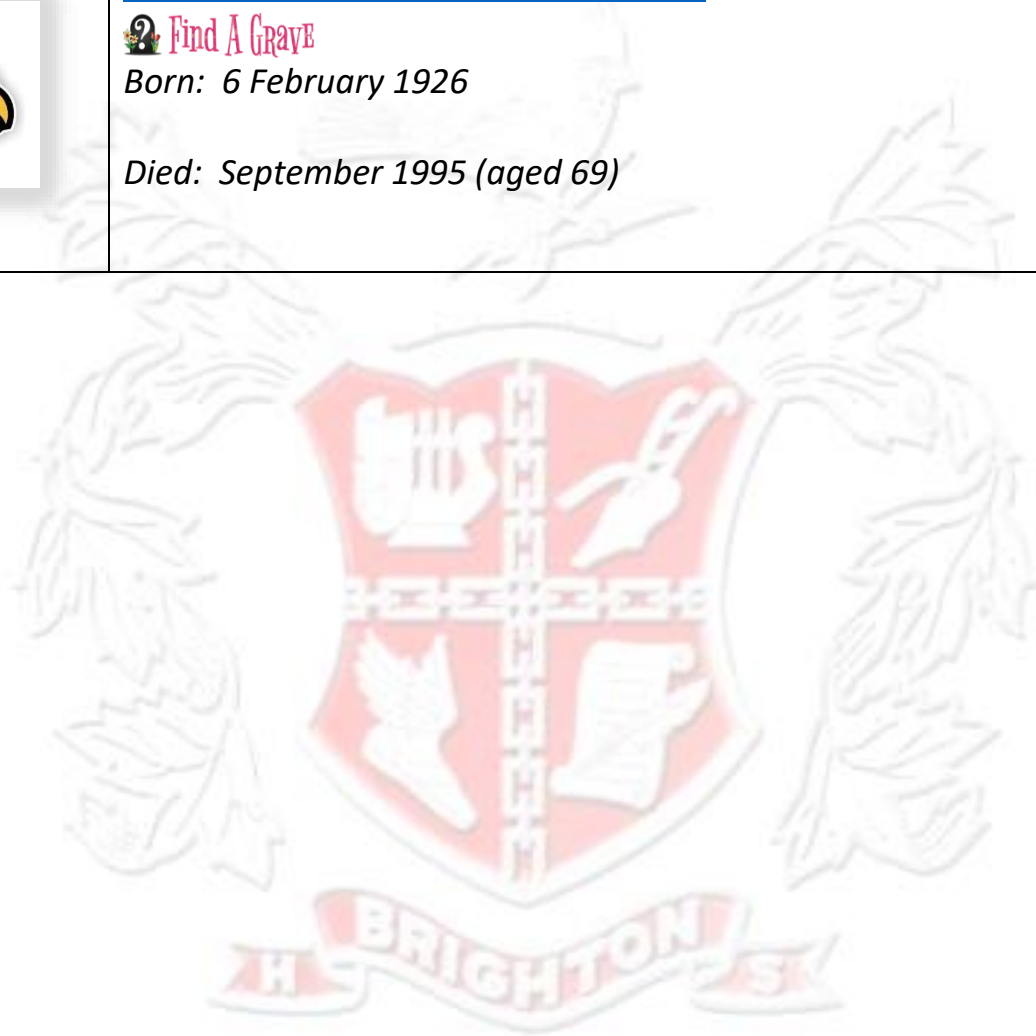 Find A Grave
Born: 6 February 1926
Died: September 1995 (aged 69)
BRIGHTON
H S